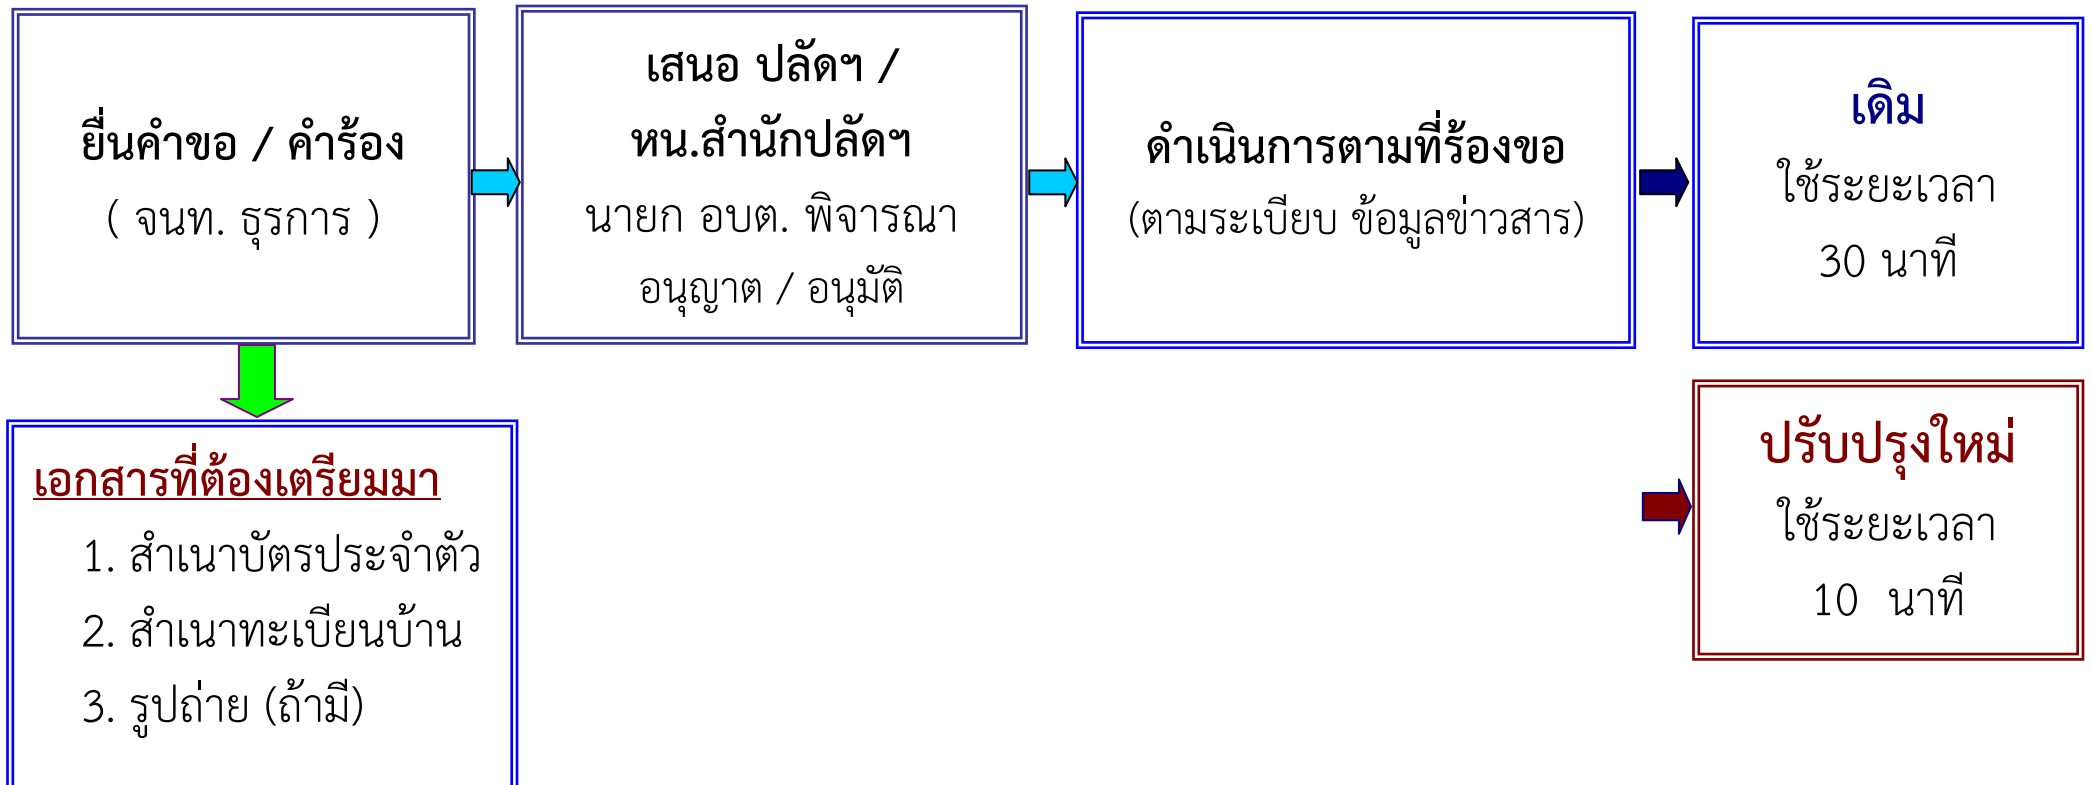 ยื่นคำขอ / คำร้อง
( จนท. ธุรการ )
เสนอ ปลัดฯ /
หน.สำนักปลัดฯ
นายก อบต. พิจารณา
อนุญาต / อนุมัติ
ดำเนินการตามที่ร้องขอ
(ตามระเบียบ ข้อมูลข่าวสาร)
เดิม
ใช้ระยะเวลา
30 นาที
ปรับปรุงใหม่
ใช้ระยะเวลา
10 นาที
เอกสารที่ต้องเตรียมมา
1. สำเนาบัตรประจำตัว
2. สำเนาทะเบียนบ้าน
3. รูปถ่าย (ถ้ามี)